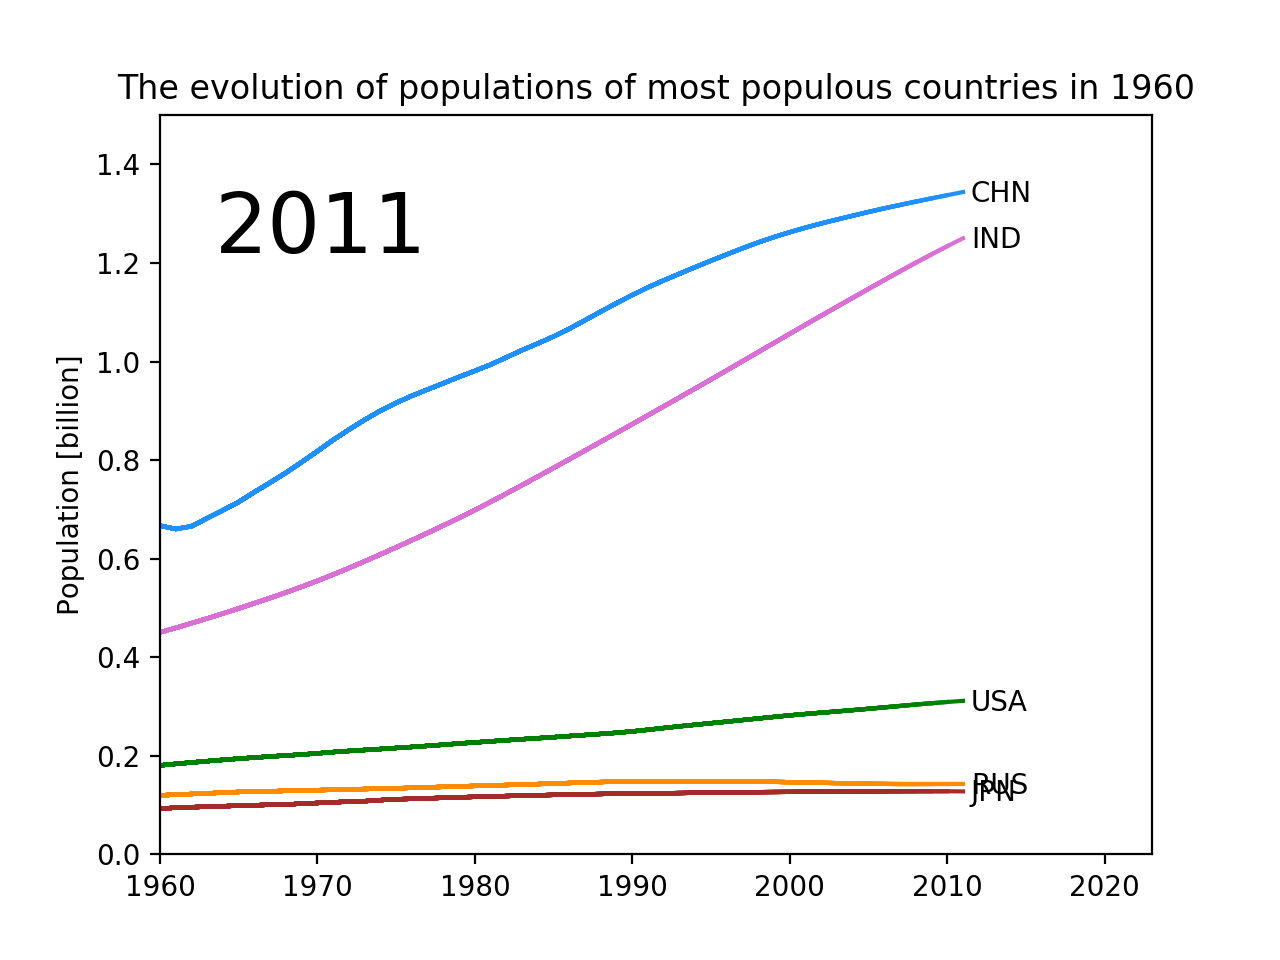 The evolution of populations of most populous countries in 1960
2011
Population [billion]
1.4
1.2
1.0
0.8
0.6
0.4
0.2
0.0
CHN
IND
USA
RUS
JPN
1960 1970 1980 1990 2000 2010 2020